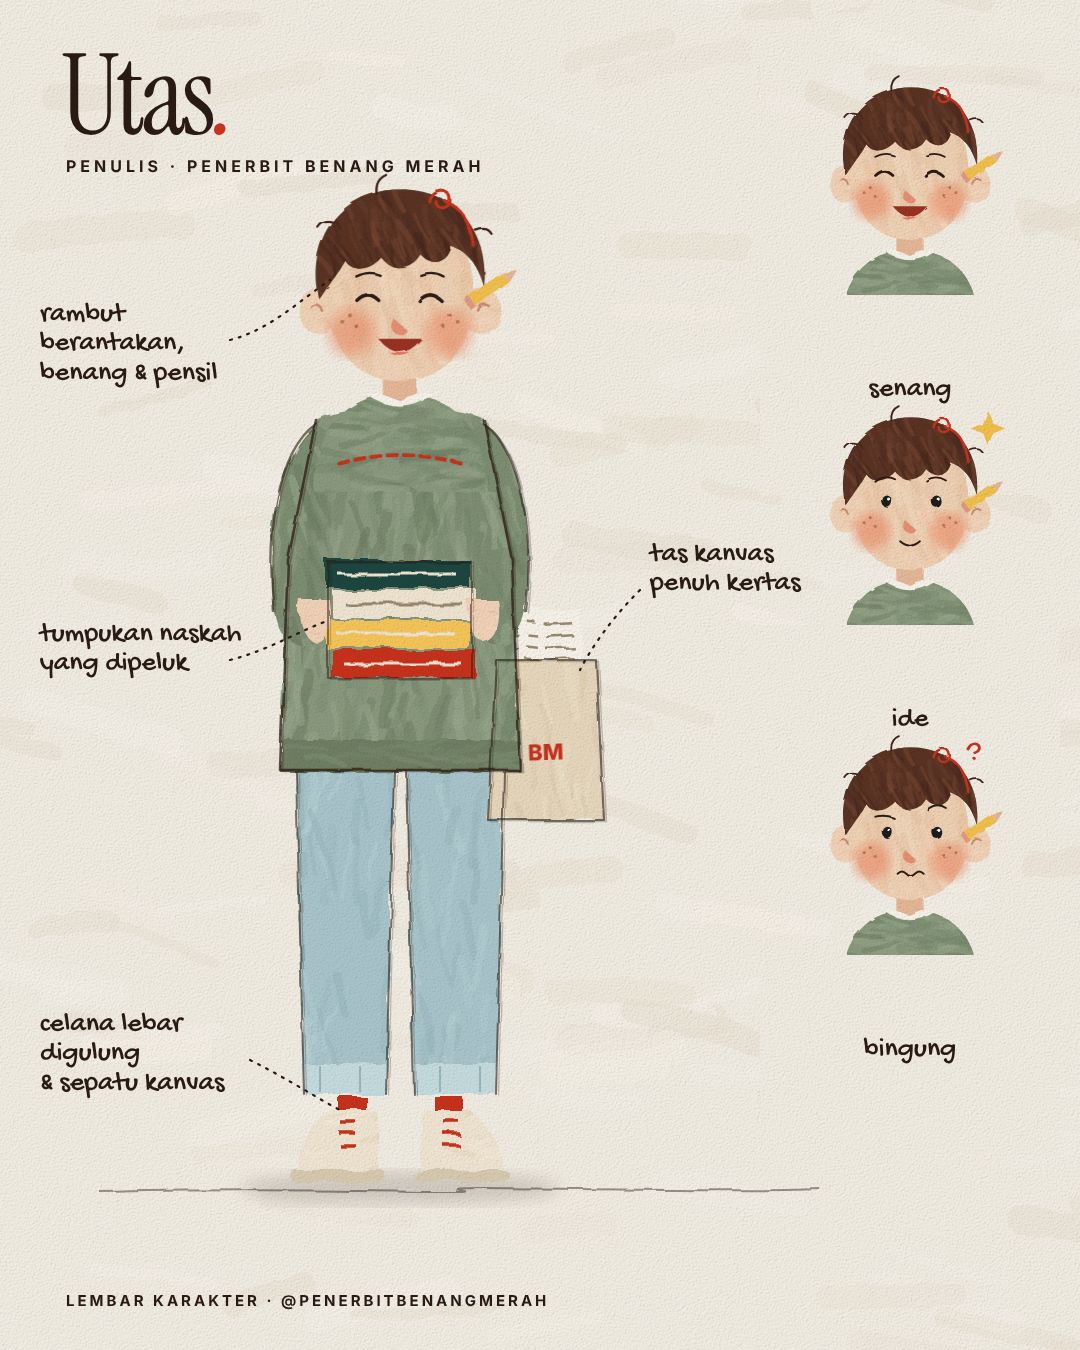 Utas.
PENULIS · PENERBIT BENANG MERAH
rambut
berantakan,
benang & pensil
senang
tas kanvas
penuh kertas
tumpukan naskah
yang dipeluk
ide
?
BM
celana lebar
digulung
& sepatu kanvas
bingung
LEMBAR KARAKTER · @PENERBITBENANGMERAH